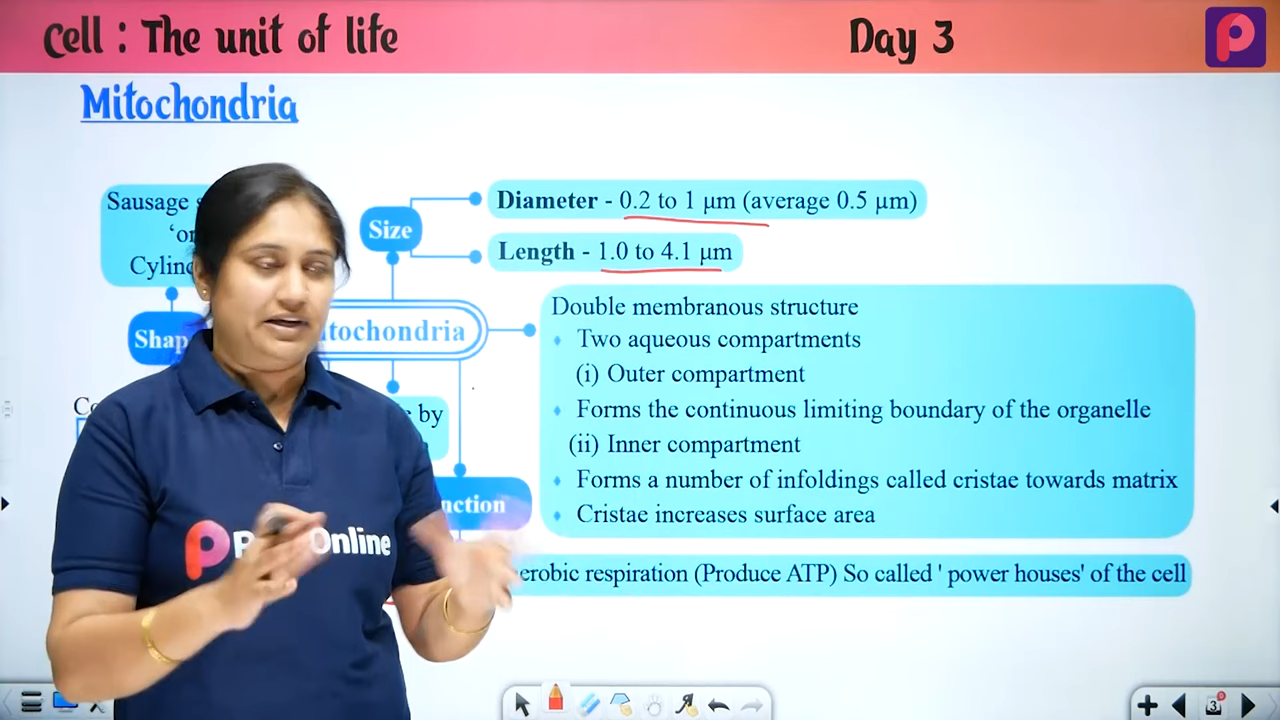 Cell : The unit of life
Day 3
Mitochondria
Sausage
Cylin
Shap
Size
Diameter - 0.2 to 1 µm (average 0.5 µm)
Length - 1.0 to 4.1 µm
tochondria
Double membranous structure
Two aqueous compartments
(i) Outer compartment
Forms the continuous limiting boundary of the organelle
(ii) Inner compartment
Forms a number of infoldings called cristae towards matrix
Cristae increases surface area
by
nction
erobic respiration (Produce ATP) So called ' power houses' of the cell
Online
3